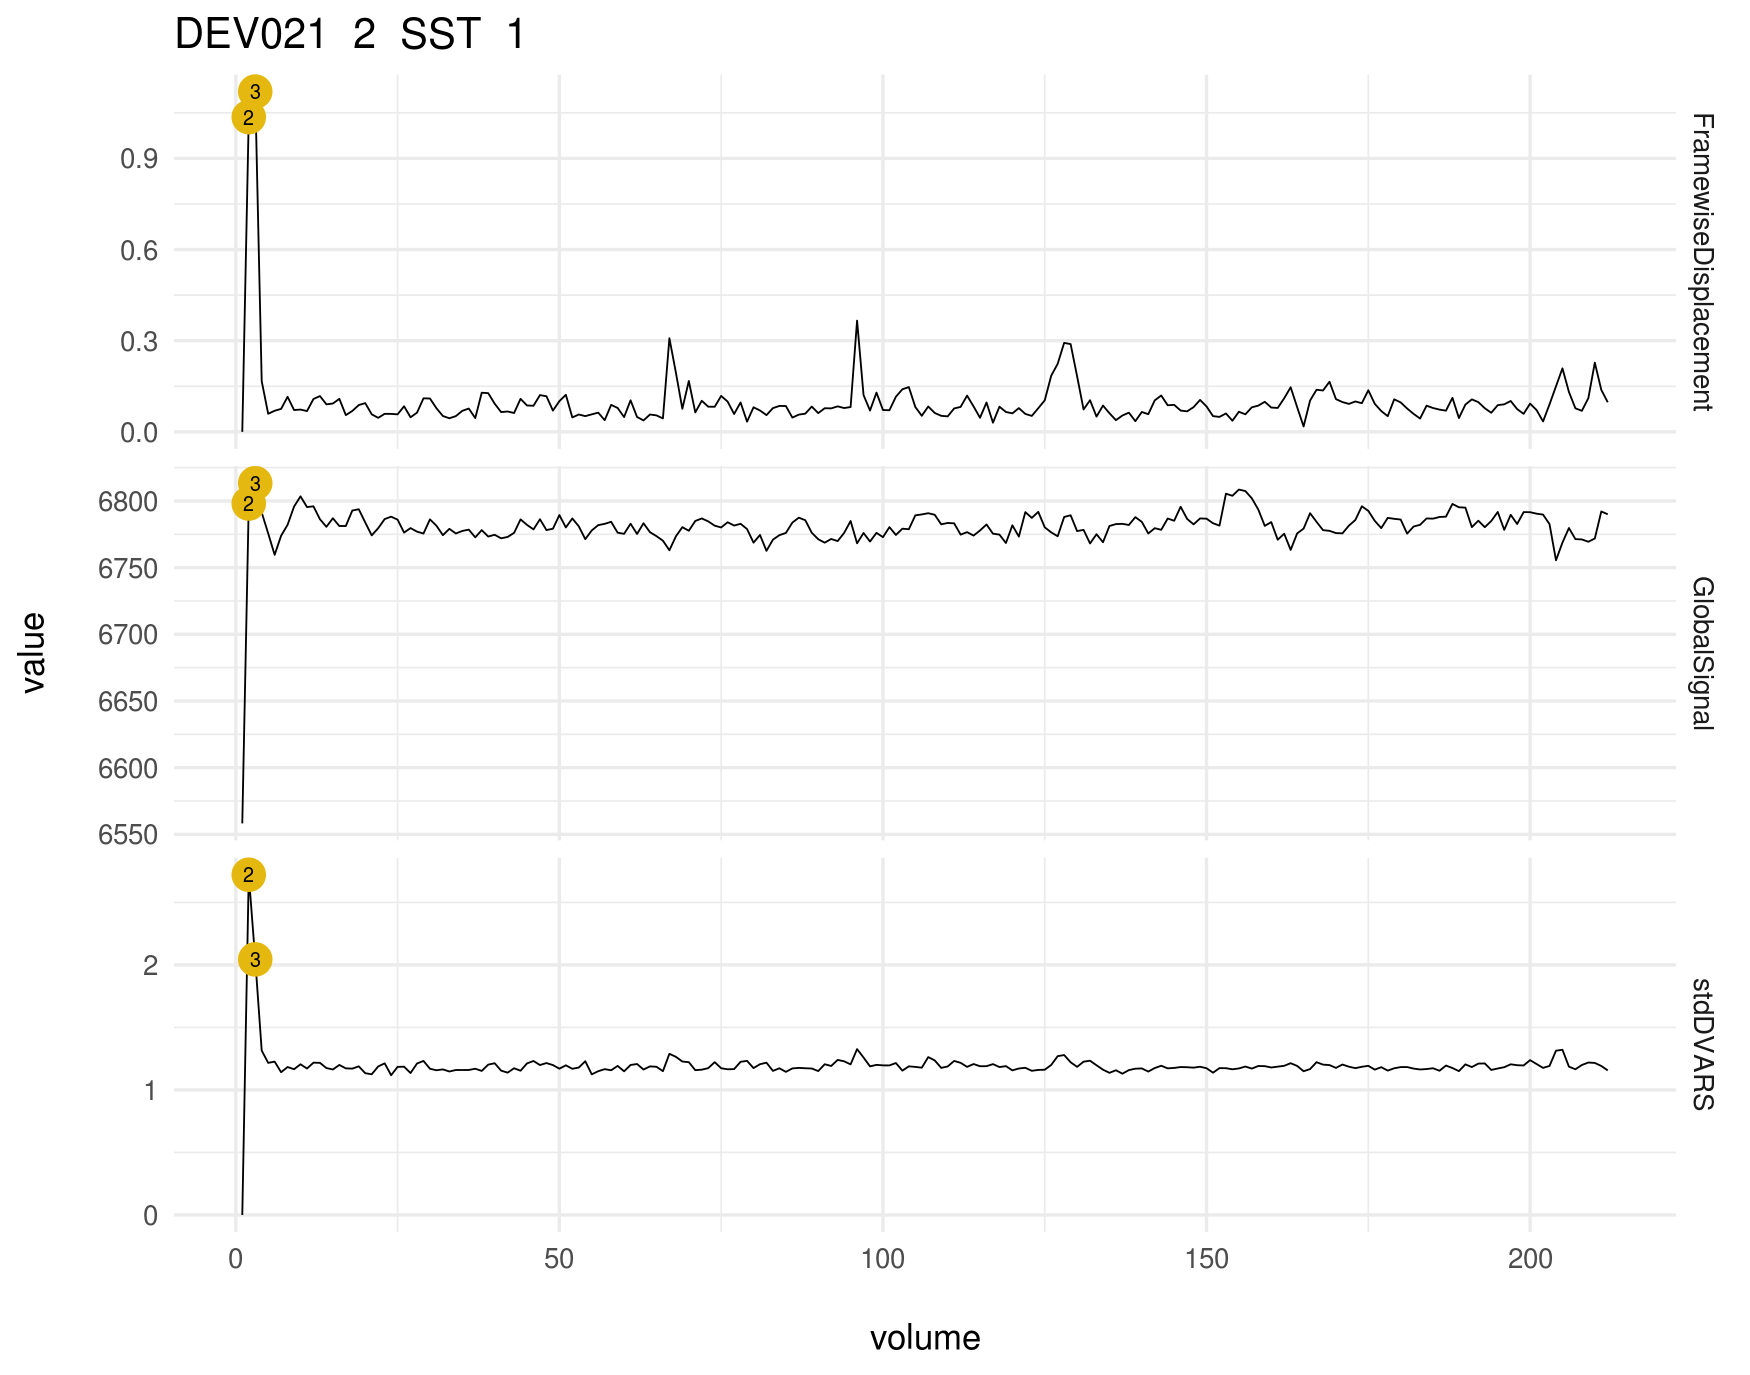 DEV021 2 SST 1
3
2
0.9
0.6
0.3
0.0
FramewiseDisplacement
3
2
6800
6750
6700
6650
6600
6550
GlobalSignal
value
2
3
2
1
0
stdDVARS
0 50 100 150 200
volume